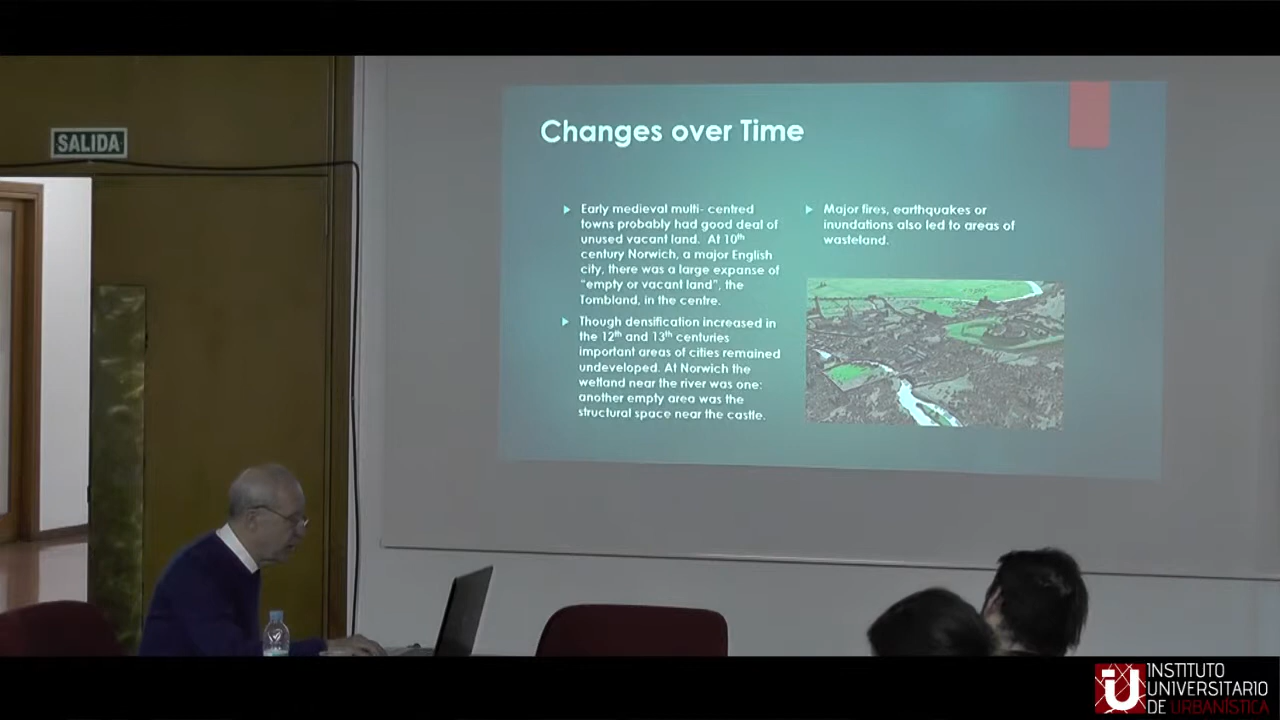 SALIDA
Changes over Time
Early medieval multi- centred
towns probably had good deal of
unused vacant land. At 10th
century Norwich, a major English
city, there was a large expanse of
"empty or vacant land", the
Tombland, in the centre.
Though densification increased in
the 12th and 13th centuries
important areas of cities remained
undeveloped. At Norwich the
wetland near the river was one:
another empty area was the
structural space near the castle.
Major fires, earthquakes or
inundations also led to areas of
wasteland.
INSTITUTO
UNIVERSITARIO
DE URBANÍSTICA